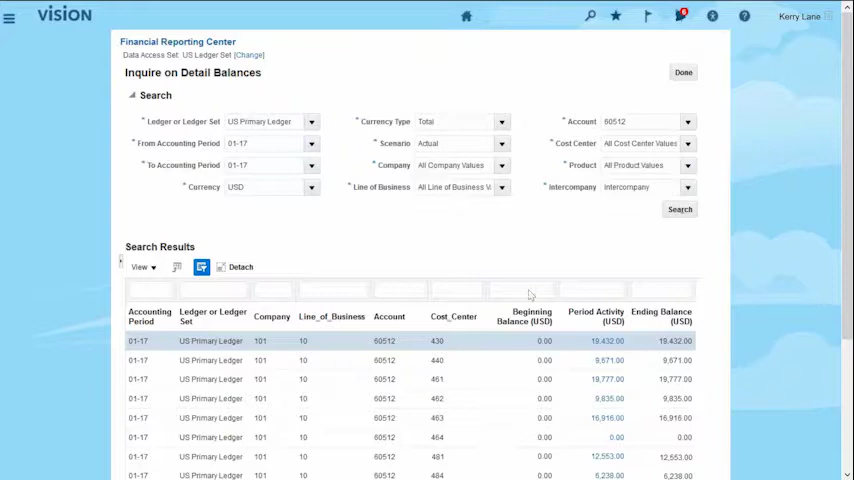 VISION
6
Kerry Lane
Financial Reporting Center
Data Access Set: US Ledger Set [Change]
Inquire on Detail Balances
Done
Search
* Ledger or Ledger Set US Primary Ledger
* Currency Type Total
* Account 60512
* From Accounting Period 01-17
* Scenario Actual
* Cost Center All Cost Center Values
* To Accounting Period 01-17
* Company All Company Values
* Product All Product Values
* Currency USD
* Line of Business All Line of Business V
* Intercompany Intercompany
Search
Search Results
View Detach
Accounting Period Ledger or Ledger Set Company Line_of_Business Account Cost_Center Beginning Balance (USD) Period Activity (USD) Ending Balance (USD)
01-17 US Primary Ledger 101 10 60512 430 0.00 19,432.00 19,432.00
01-17 US Primary Ledger 101 10 60512 440 0.00 9,671.00 9,671.00
01-17 US Primary Ledger 101 10 60512 461 0.00 19,777.00 19,777.00
01-17 US Primary Ledger 101 10 60512 462 0.00 9,835.00 9,835.00
01-17 US Primary Ledger 101 10 60512 463 0.00 16,916.00 16,916.00
01-17 US Primary Ledger 101 10 60512 464 0.00 0.00 0.00
01-17 US Primary Ledger 101 10 60512 481 0.00 12,553.00 12,553.00
01-17 US Primary Ledger 101 10 60512 484 0.00 6,238.00 6,238.00